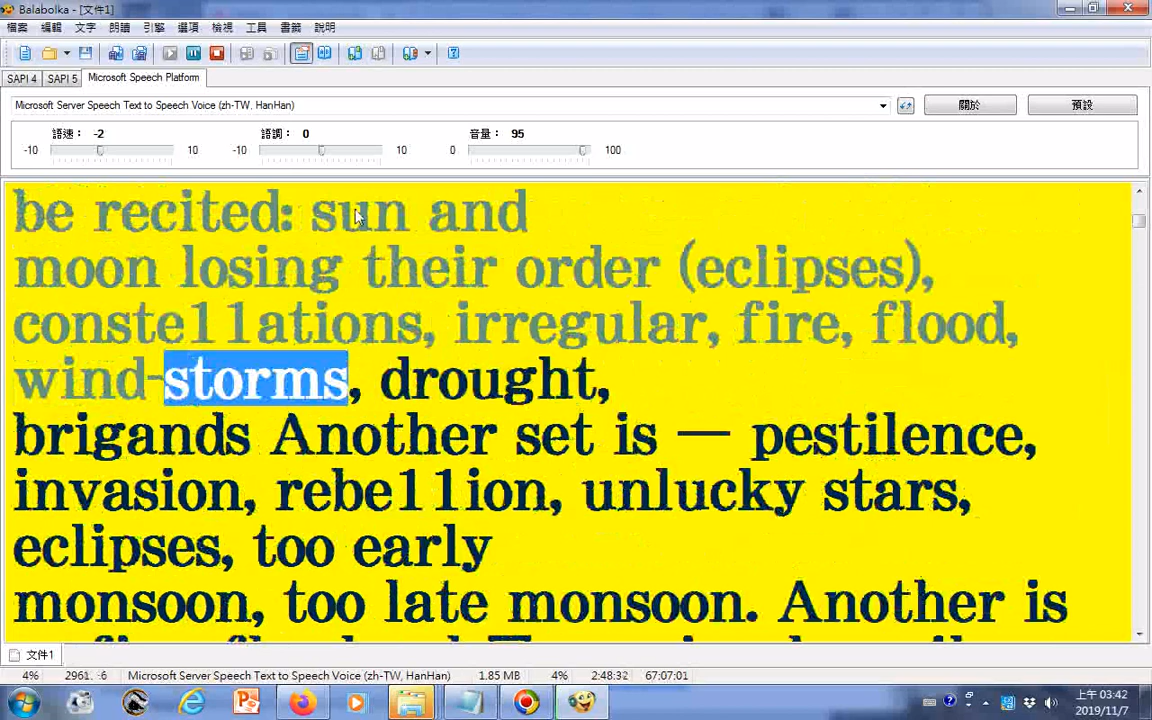 Balabolka - [文件1]
檔案 編輯 文字 朗讀 引擎 選項 檢視 工具 書籤 說明
SAPI 4 SAPI 5 Microsoft Speech Platform
Microsoft Server Speech Text to Speech Voice (zh-TW, HanHan) 關於 預設
語速： -2 語調： 0 音量： 95
-10 10 -10 10 0 100
be recited: sun and
moon losing their order (eclipses),
conste11ations, irregular, fire, flood,
wind-storms, drought,
brigands Another set is — pestilence,
invasion, rebe11ion, unlucky stars,
eclipses, too early
monsoon, too late monsoon. Another is
文件1
4% Microsoft Server Speech Text to Speech Voice (zh-TW, HanHan) 1.85 MB 4% 2:48:32 67:07:01
上午 03:42
2019/11/7